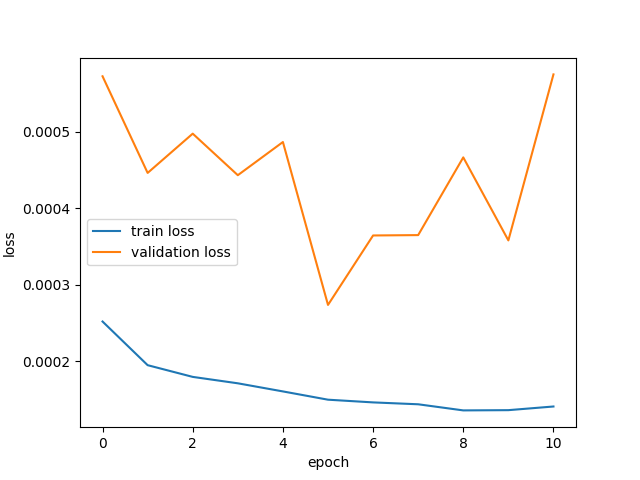 0.0005
0.0004
0.0003
0.0002
loss
train loss
validation loss
0 2 4 6 8 10
epoch